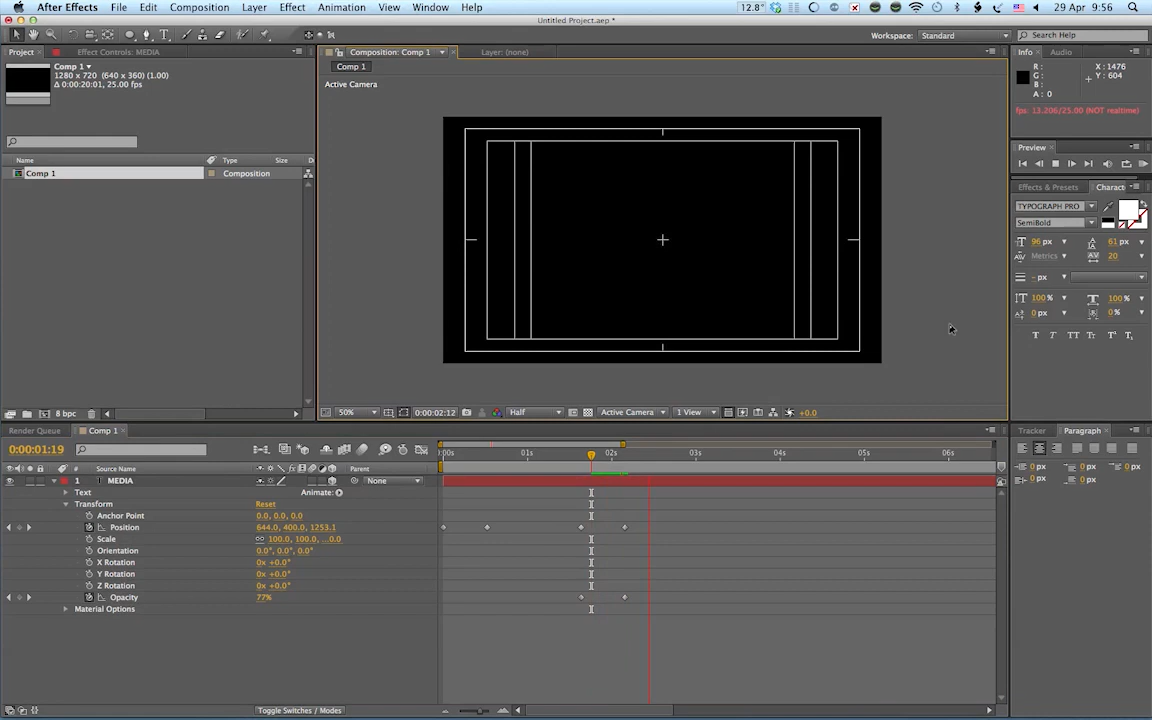 After Effects File Edit Composition Layer Effect Animation View Window Help 12.8° 29 Apr 9:56
Untitled Project.aep *
Workspace: Standard Search Help
Project Effect Controls: MEDIA Composition: Comp 1 Layer: (none) Info Audio
Comp 1
1280 x 720 (640 x 360) (1.00)
Δ 0:00:20:01, 25.00 fps
Comp 1
Active Camera
R :
G :
B :
A : 0
X : 1476
Y : 604
fps: 13.206/25.00 (NOT realtime)
Preview
Name Type Size
Comp 1 Composition
Effects & Presets Charact
TYPOGRAPH PRO
SemiBold
96 px 61 px
Metrics 20
- px
100% 100%
0 px 0%
8 bpc
50% 0:00:02:12 Half Active Camera 1 View +0.0
Render Queue Comp 1
Tracker Paragraph
0:00:01:19
:00s 01s 02s 03s 04s 05s 06s
# Source Name Parent
1 T MEDIA None
Text Animate:
Transform Reset
Anchor Point 0.0, 0.0, 0.0
Position 644.0, 400.0, 1253.1
Scale 100.0, 100.0, ...0.0
Orientation 0.0°, 0.0°, 0.0°
X Rotation 0x +0.0°
Y Rotation 0x +0.0°
Z Rotation 0x +0.0°
Opacity 77%
Material Options
0 px 0 px 0 px
0 px 0 px
Toggle Switches / Modes